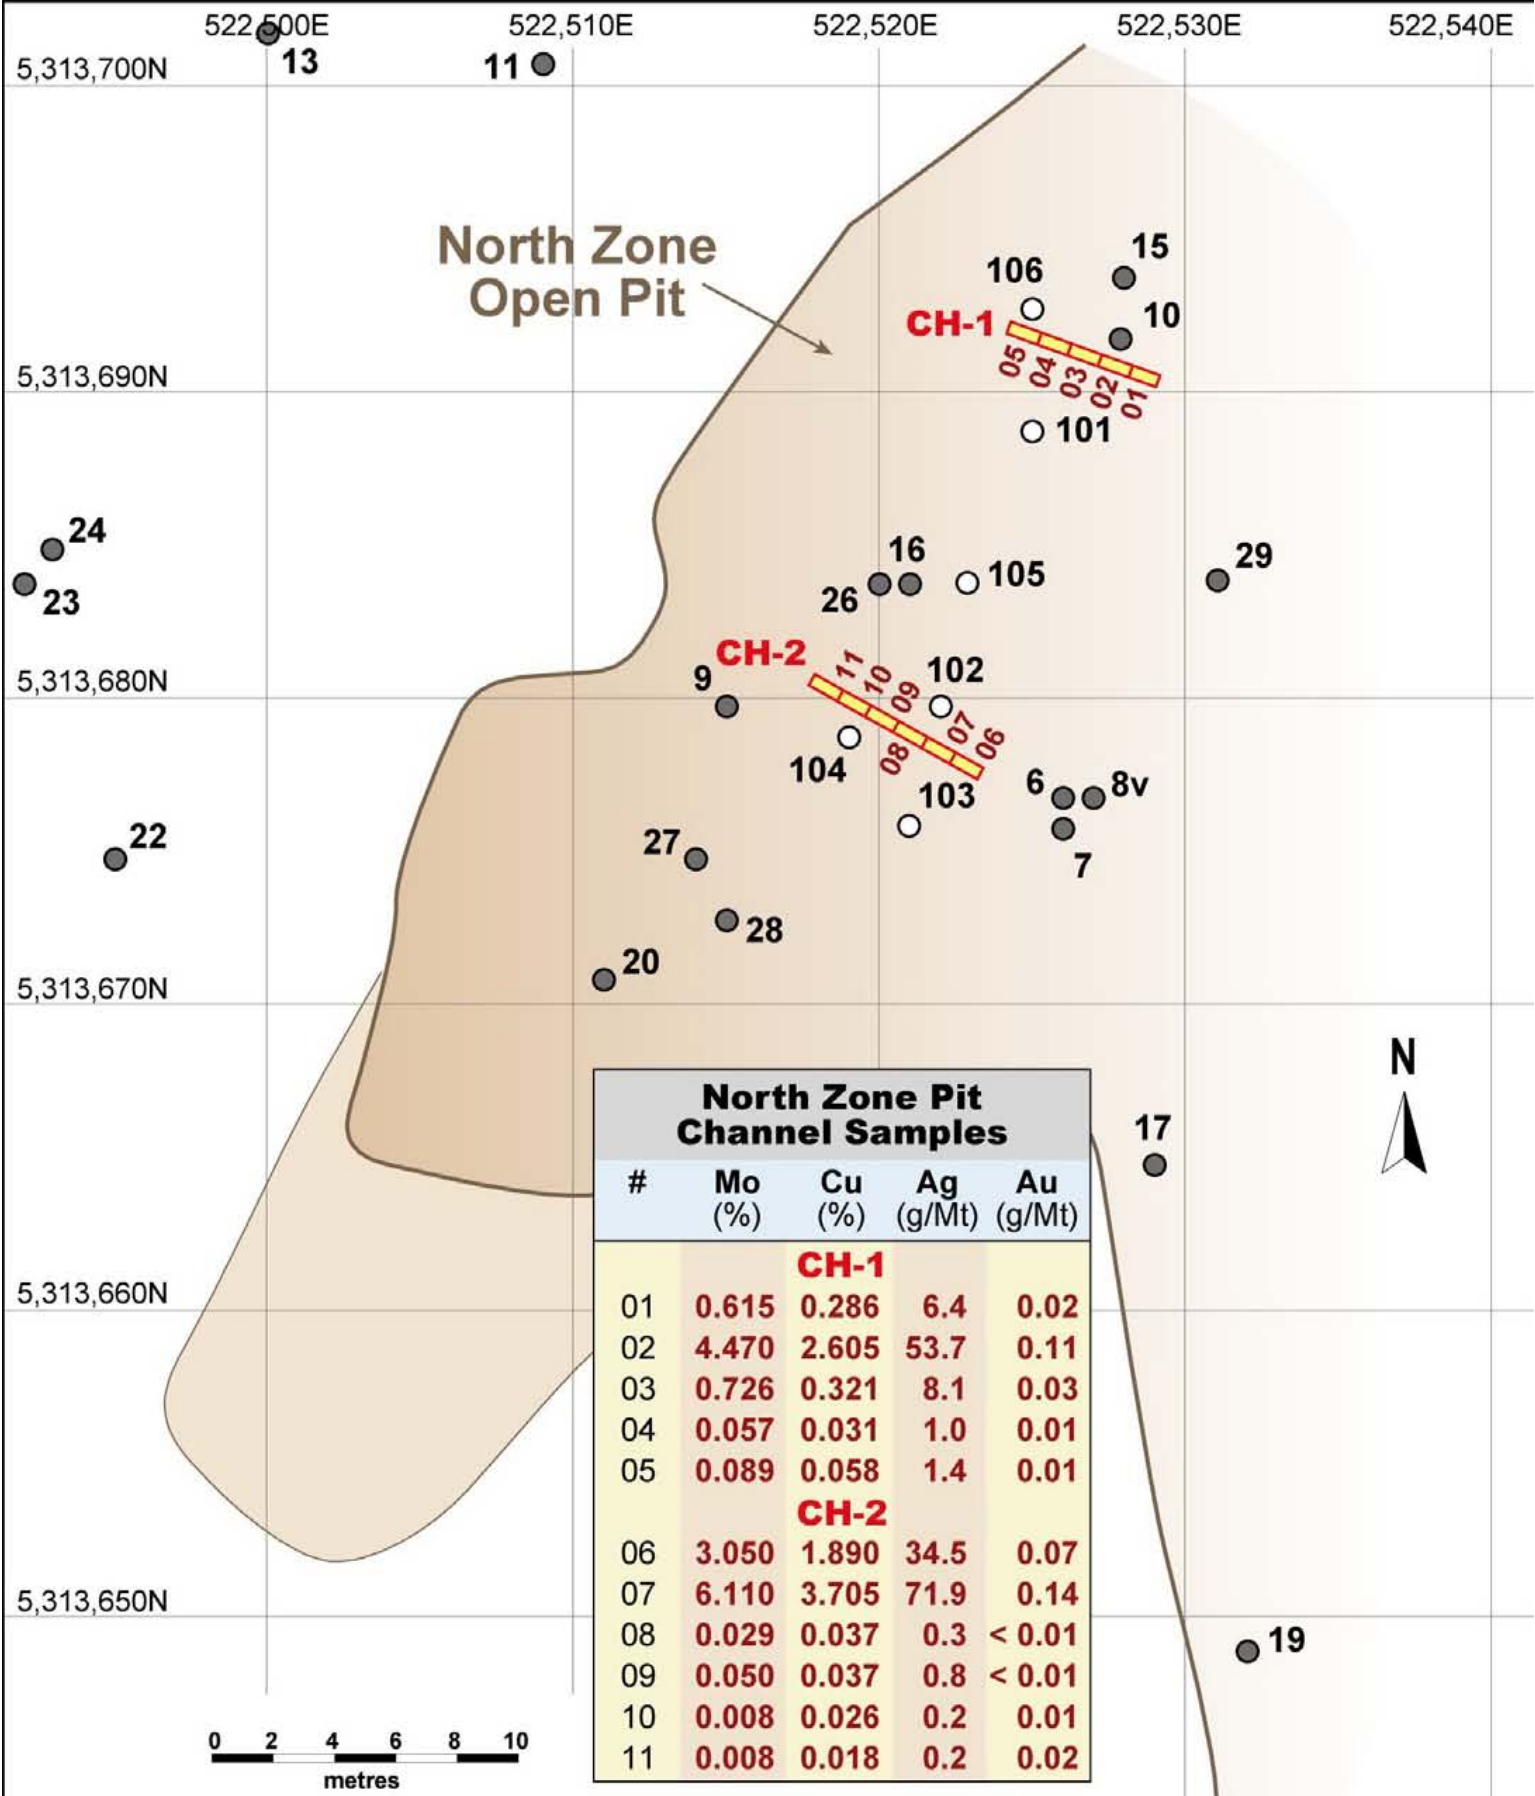 522,500E 522,510E 522,520E 522,530E 522,540E
13
11
5,313,700N
North Zone
Open Pit
15
106
10
CH-1
05 04 03 02 01
5,313,690N
101
24
23
16
26
105
29
5,313,680N
9
CH-2
11 10 09 08 07 06
102
104
103
6
8v
7
22
27
28
20
5,313,670N
N
17
5,313,660N
5,313,650N
19
North Zone Pit
Channel Samples
# Mo Cu Ag Au
(%) (%) (g/Mt) (g/Mt)
CH-1
01 0.615 0.286 6.4 0.02
02 4.470 2.605 53.7 0.11
03 0.726 0.321 8.1 0.03
04 0.057 0.031 1.0 0.01
05 0.089 0.058 1.4 0.01
CH-2
06 3.050 1.890 34.5 0.07
07 6.110 3.705 71.9 0.14
08 0.029 0.037 0.3 < 0.01
09 0.050 0.037 0.8 < 0.01
10 0.008 0.026 0.2 0.01
11 0.008 0.018 0.2 0.02
0 2 4 6 8 10
metres